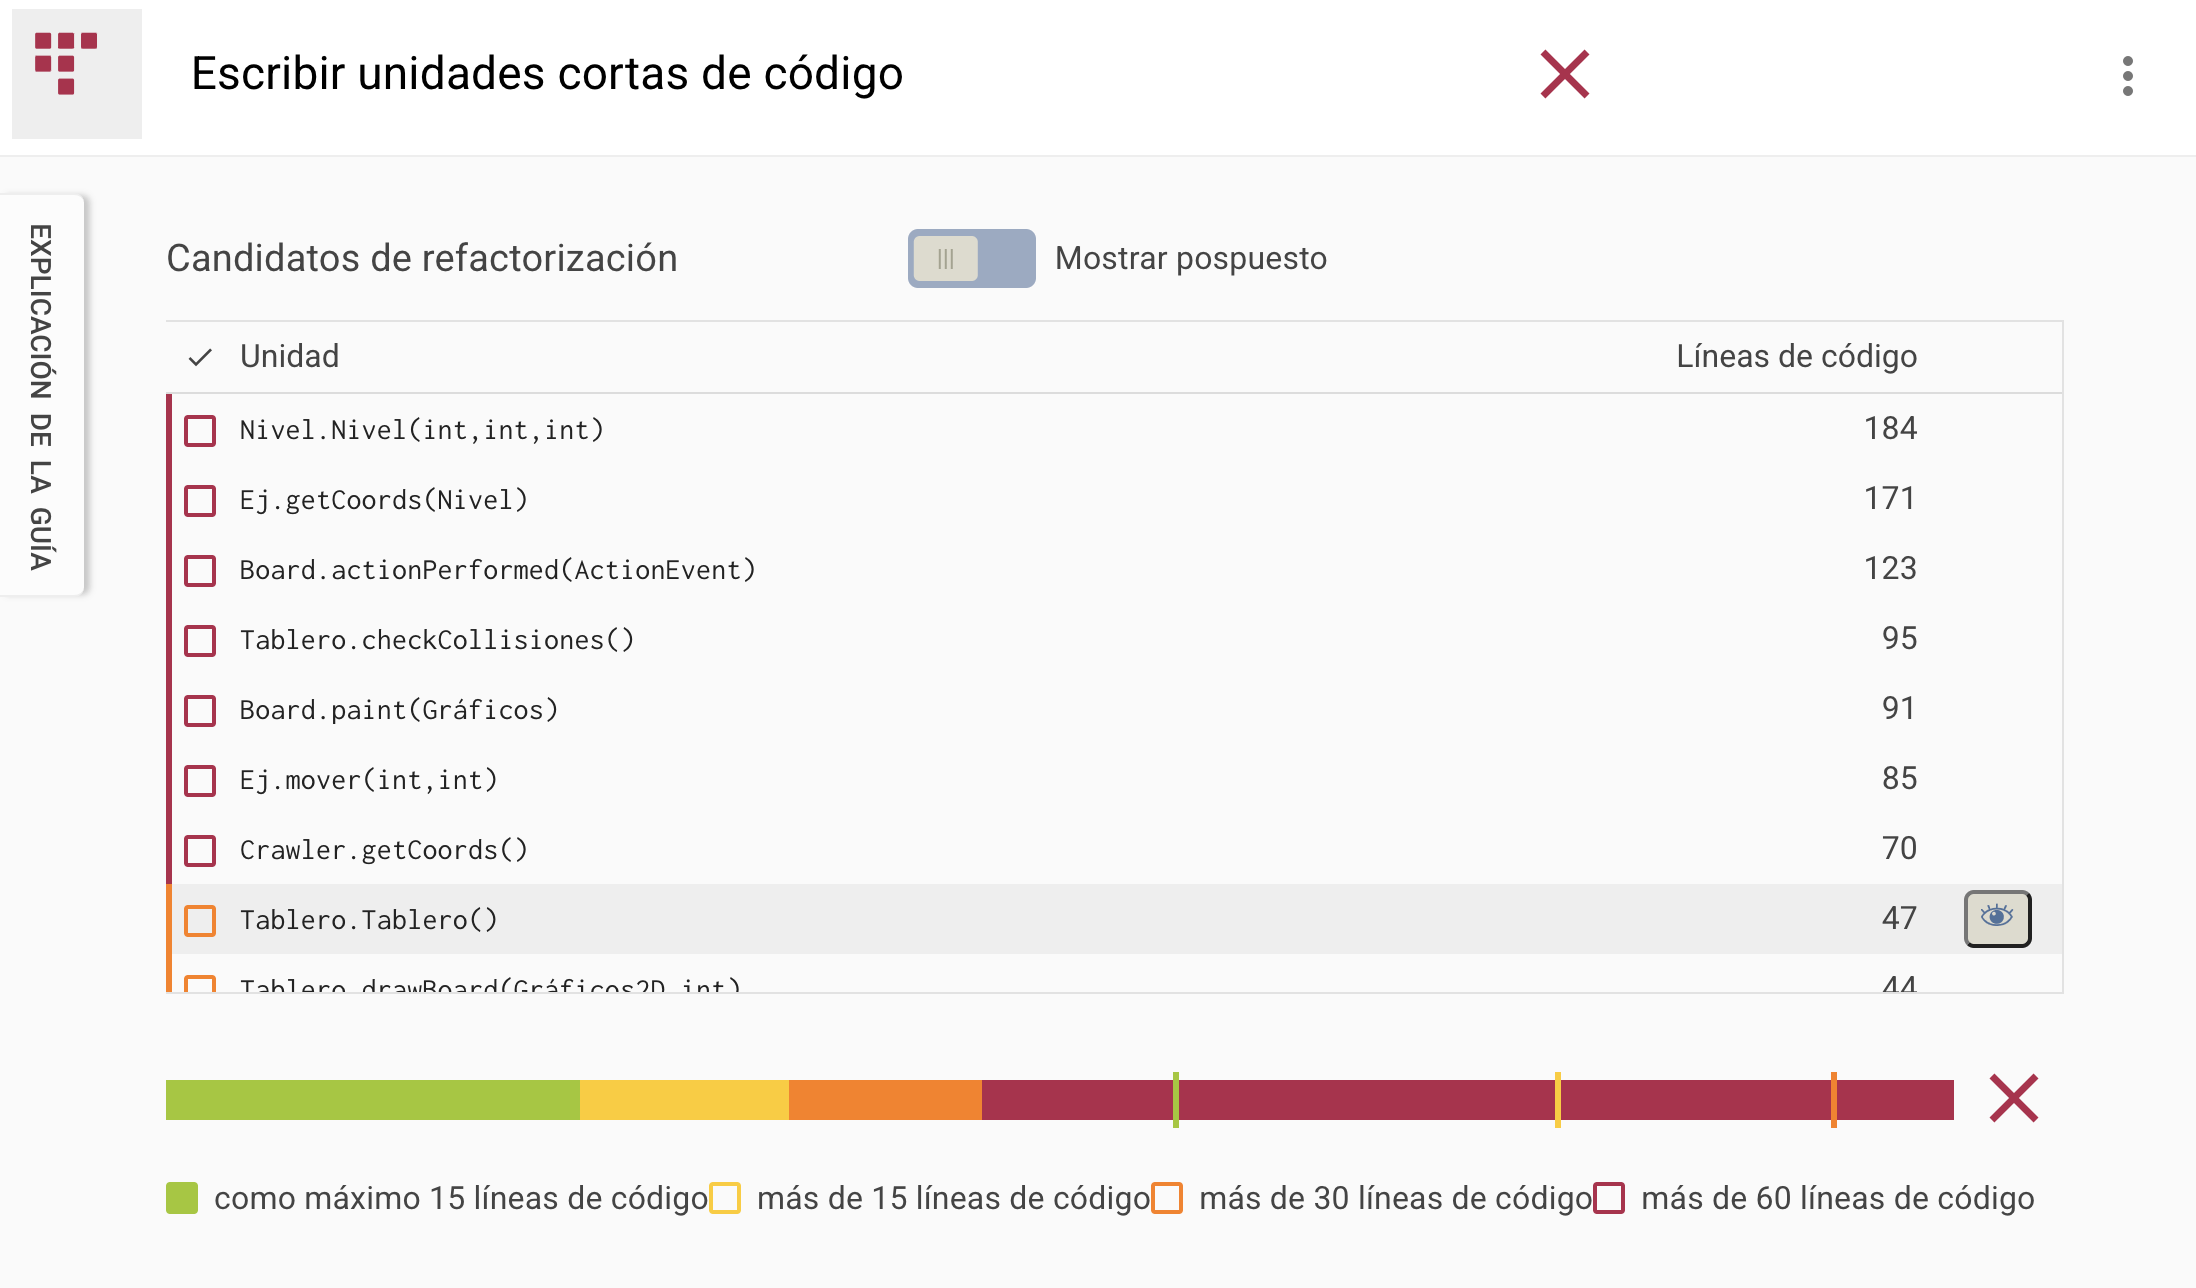 Escribir unidades cortas de código
EXPLICACIÓN DE LA GUÍA
Candidatos de refactorización
Mostrar pospuesto
Unidad Líneas de código
Nivel.Nivel(int,int,int) 184
Ej.getCoords(Nivel) 171
Board.actionPerformed(ActionEvent) 123
Tablero.checkCollisiones() 95
Board.paint(Gráficos) 91
Ej.mover(int,int) 85
Crawler.getCoords() 70
Tablero.Tablero() 47
Tablero.drawBoard(Gráficos2D,int) 44
como máximo 15 líneas de código más de 15 líneas de código más de 30 líneas de código más de 60 líneas de código